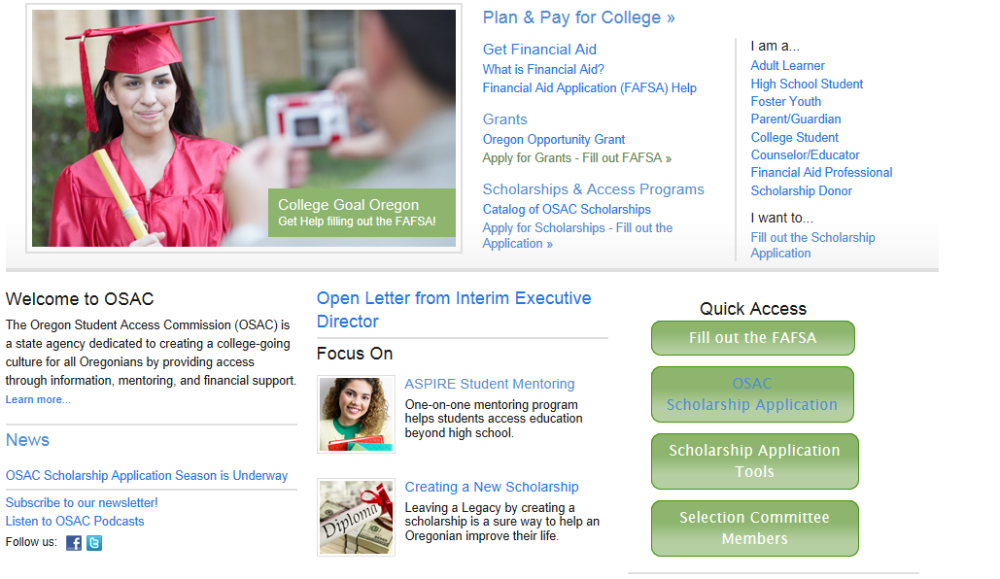 College Goal Oregon
Get Help filling out the FAFSA!
Plan & Pay for College »
Get Financial Aid
What is Financial Aid?
Financial Aid Application (FAFSA) Help
Grants
Oregon Opportunity Grant
Apply for Grants - Fill out FAFSA »
Scholarships & Access Programs
Catalog of OSAC Scholarships
Apply for Scholarships - Fill out the
Application »
I am a...
Adult Learner
High School Student
Foster Youth
Parent/Guardian
College Student
Counselor/Educator
Financial Aid Professional
Scholarship Donor
I want to...
Fill out the Scholarship
Application
Welcome to OSAC
The Oregon Student Access Commission (OSAC) is
a state agency dedicated to creating a college-going
culture for all Oregonians by providing access
through information, mentoring, and financial support.
Learn more...
News
OSAC Scholarship Application Season is Underway
Subscribe to our newsletter!
Listen to OSAC Podcasts
Follow us:
Open Letter from Interim Executive
Director
Focus On
ASPIRE Student Mentoring
One-on-one mentoring program
helps students access education
beyond high school.
Diploma
Creating a New Scholarship
Leaving a Legacy by creating a
scholarship is a sure way to help an
Oregonian improve their life.
Quick Access
Fill out the FAFSA
OSAC
Scholarship Application
Scholarship Application
Tools
Selection Committee
Members